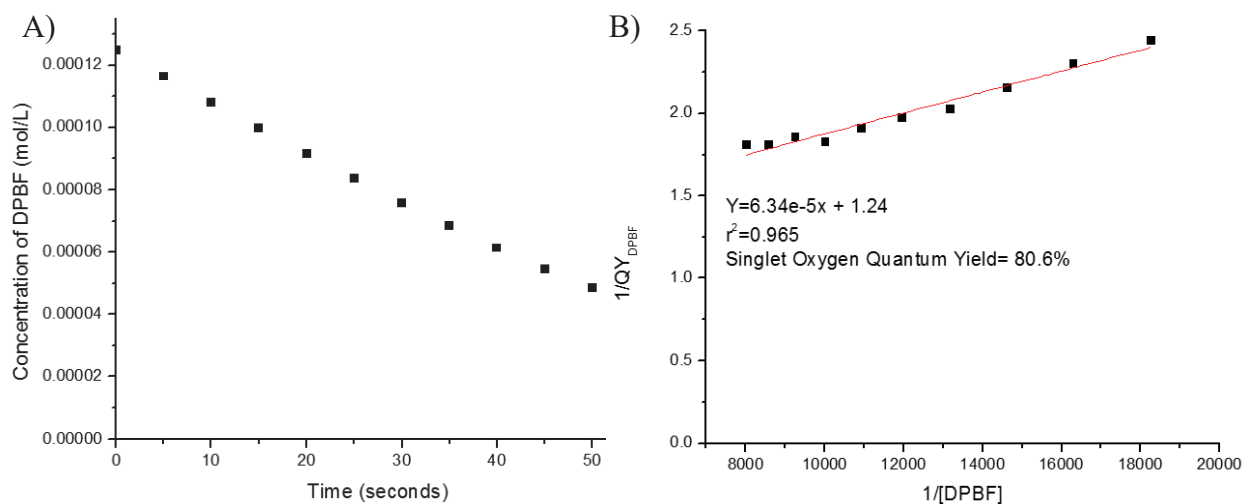 A)
Concentration of DPBF (mol/L)
0.00012
0.00010
0.00008
0.00006
0.00004
0.00002
0.00000
0 10 20 30 40 50
Time (seconds)
B)
1/QY_DPBF
2.5
2.0
1.5
1.0
0.5
0.0
Y=6.34e-5x + 1.24
r²=0.965
Singlet Oxygen Quantum Yield= 80.6%
8000 10000 12000 14000 16000 18000 20000
1/[DPBF]